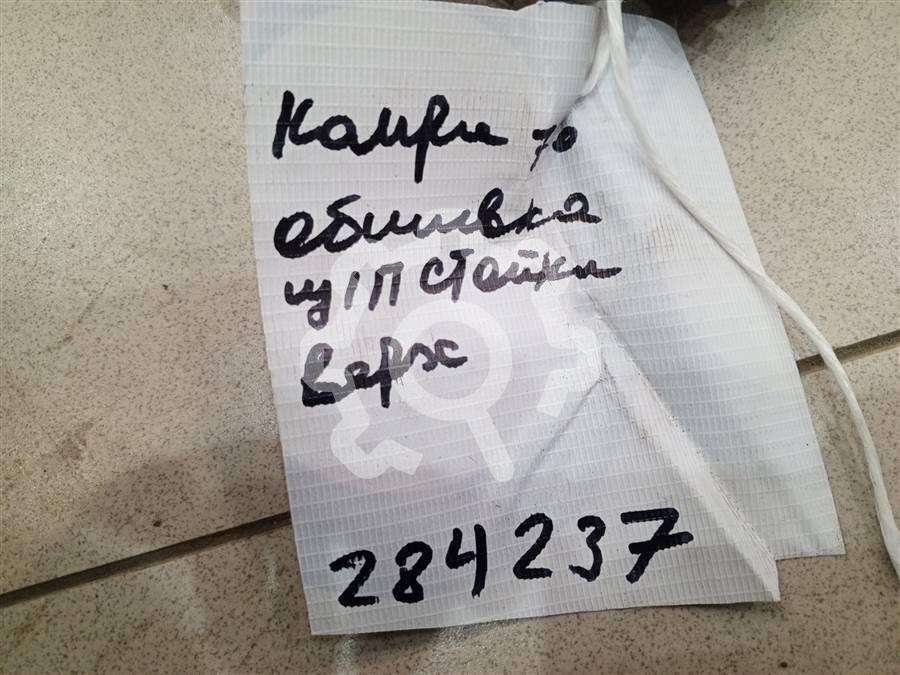 Камри 70
обшивка
ц/П стойки
верх
284237